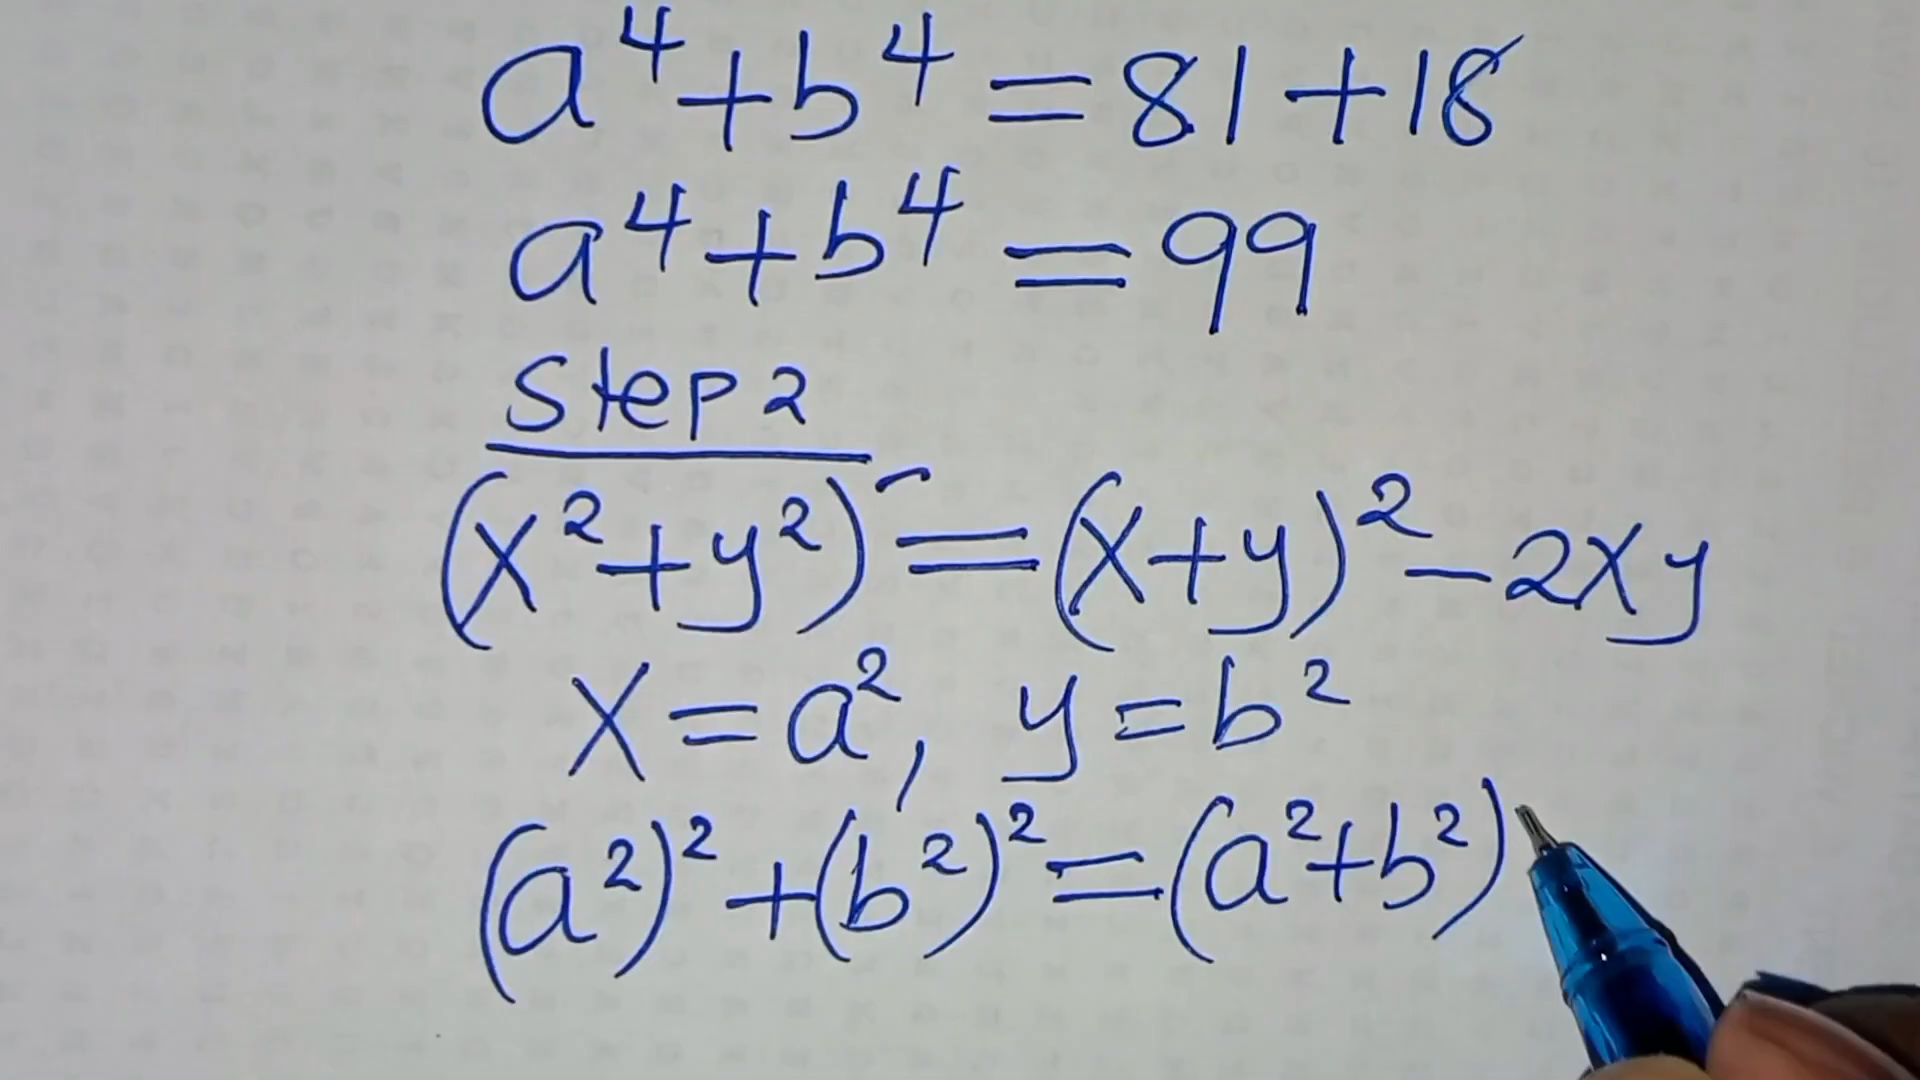 a⁴+b⁴=81+18
a⁴+b⁴=99
Step 2
(x²+y²)=(x+y)²-2xy
x=a², y=b²
(a²)²+(b²)²=(a²+b²)